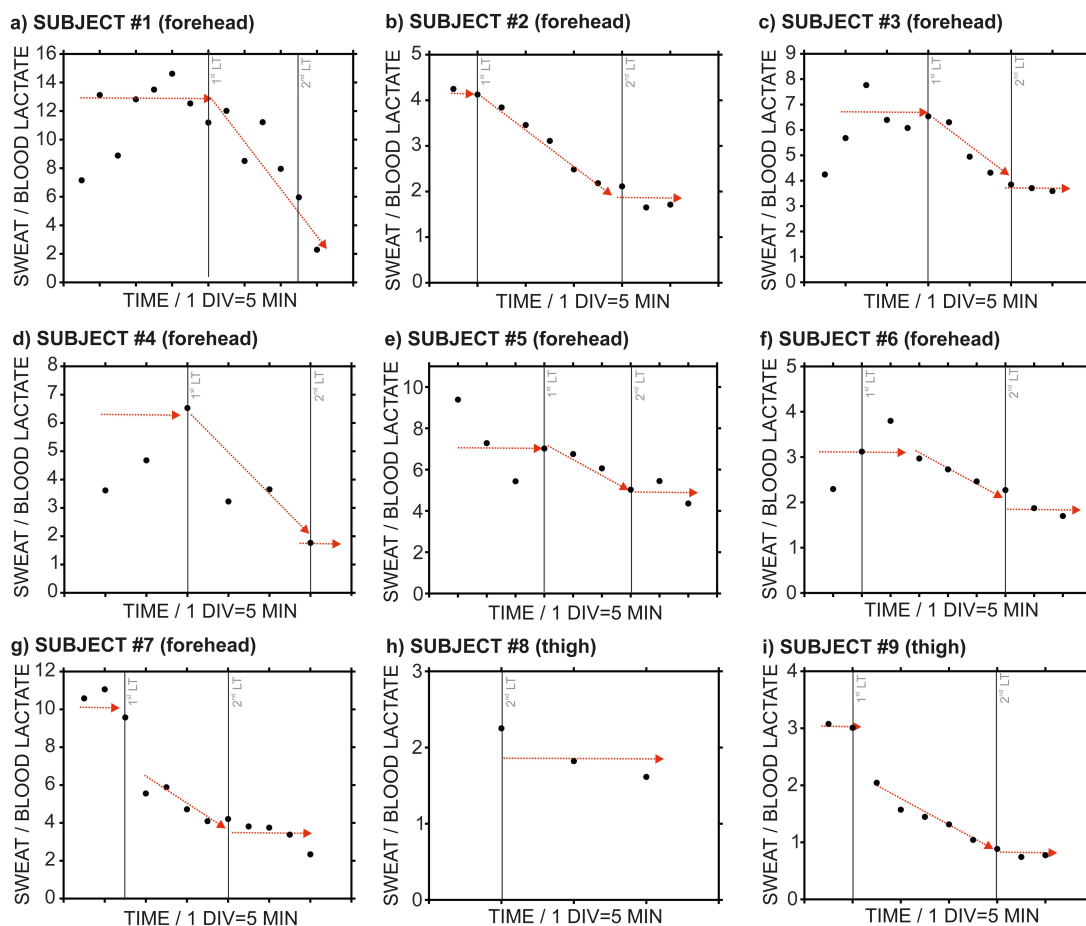 a) SUBJECT #1 (forehead)
SWEAT / BLOOD LACTATE
16
14
12
10
8
6
4
2
0
1st LT
2nd LT
TIME / 1 DIV=5 MIN
b) SUBJECT #2 (forehead)
SWEAT / BLOOD LACTATE
5
4
3
2
1
0
1st LT
2nd LT
TIME / 1 DIV=5 MIN
c) SUBJECT #3 (forehead)
SWEAT / BLOOD LACTATE
9
8
7
6
5
4
3
2
1
0
1st LT
2nd LT
TIME / 1 DIV=5 MIN
d) SUBJECT #4 (forehead)
SWEAT / BLOOD LACTATE
8
7
6
5
4
3
2
1
0
1st LT
2nd LT
TIME / 1 DIV=5 MIN
e) SUBJECT #5 (forehead)
SWEAT / BLOOD LACTATE
10
8
6
4
2
0
1st LT
2nd LT
TIME / 1 DIV=5 MIN
f) SUBJECT #6 (forehead)
SWEAT / BLOOD LACTATE
5
4
3
2
1
0
1st LT
2nd LT
TIME / 1 DIV=5 MIN
g) SUBJECT #7 (forehead)
SWEAT / BLOOD LACTATE
12
10
8
6
4
2
0
1st LT
2nd LT
TIME / 1 DIV=5 MIN
h) SUBJECT #8 (thigh)
SWEAT / BLOOD LACTATE
3
2
1
0
2nd LT
TIME / 1 DIV=5 MIN
i) SUBJECT #9 (thigh)
SWEAT / BLOOD LACTATE
4
3
2
1
0
1st LT
2nd LT
TIME / 1 DIV=5 MIN